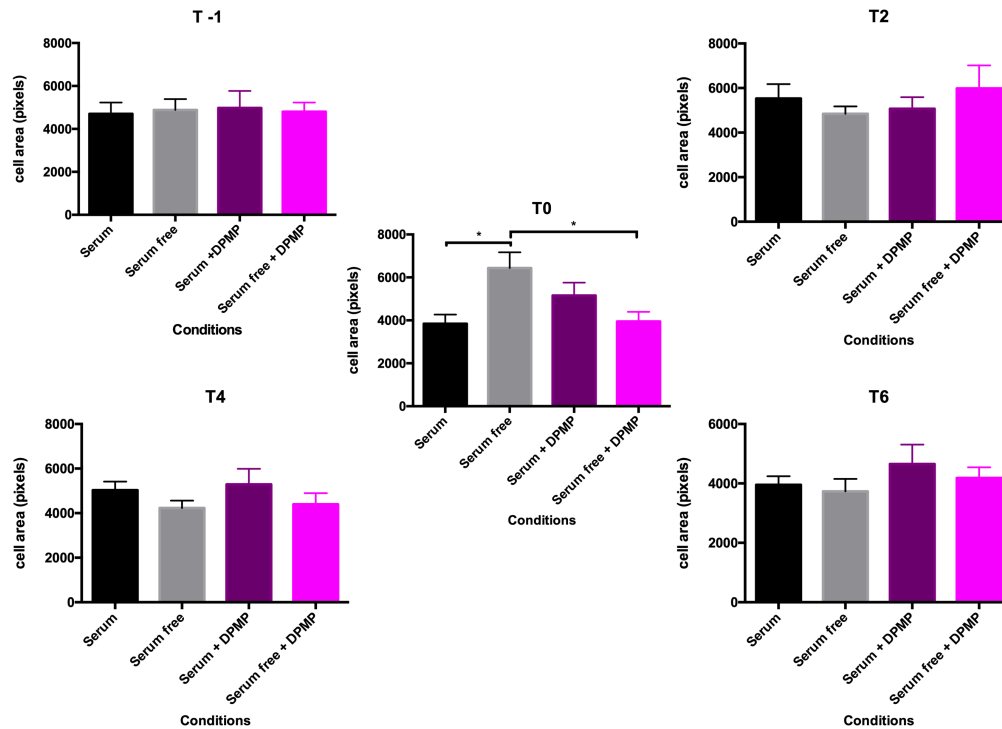 T -1
8000
6000
4000
2000
0
cell area (pixels)
Serum
Serum free
Serum +DPMP
Serum free + DPMP
Conditions
T2
8000
6000
4000
2000
0
cell area (pixels)
Serum
Serum free
Serum + DPMP
Serum free + DPMP
Conditions
T0
8000
6000
4000
2000
0
cell area (pixels)
*
*
Serum
Serum free
Serum + DPMP
Serum free + DPMP
Conditions
T4
8000
6000
4000
2000
0
cell area (pixels)
Serum
Serum free
Serum + DPMP
Serum free + DPMP
Conditions
T6
6000
4000
2000
0
cell area (pixels)
Serum
Serum free
Serum + DPMP
Serum free + DPMP
Conditions